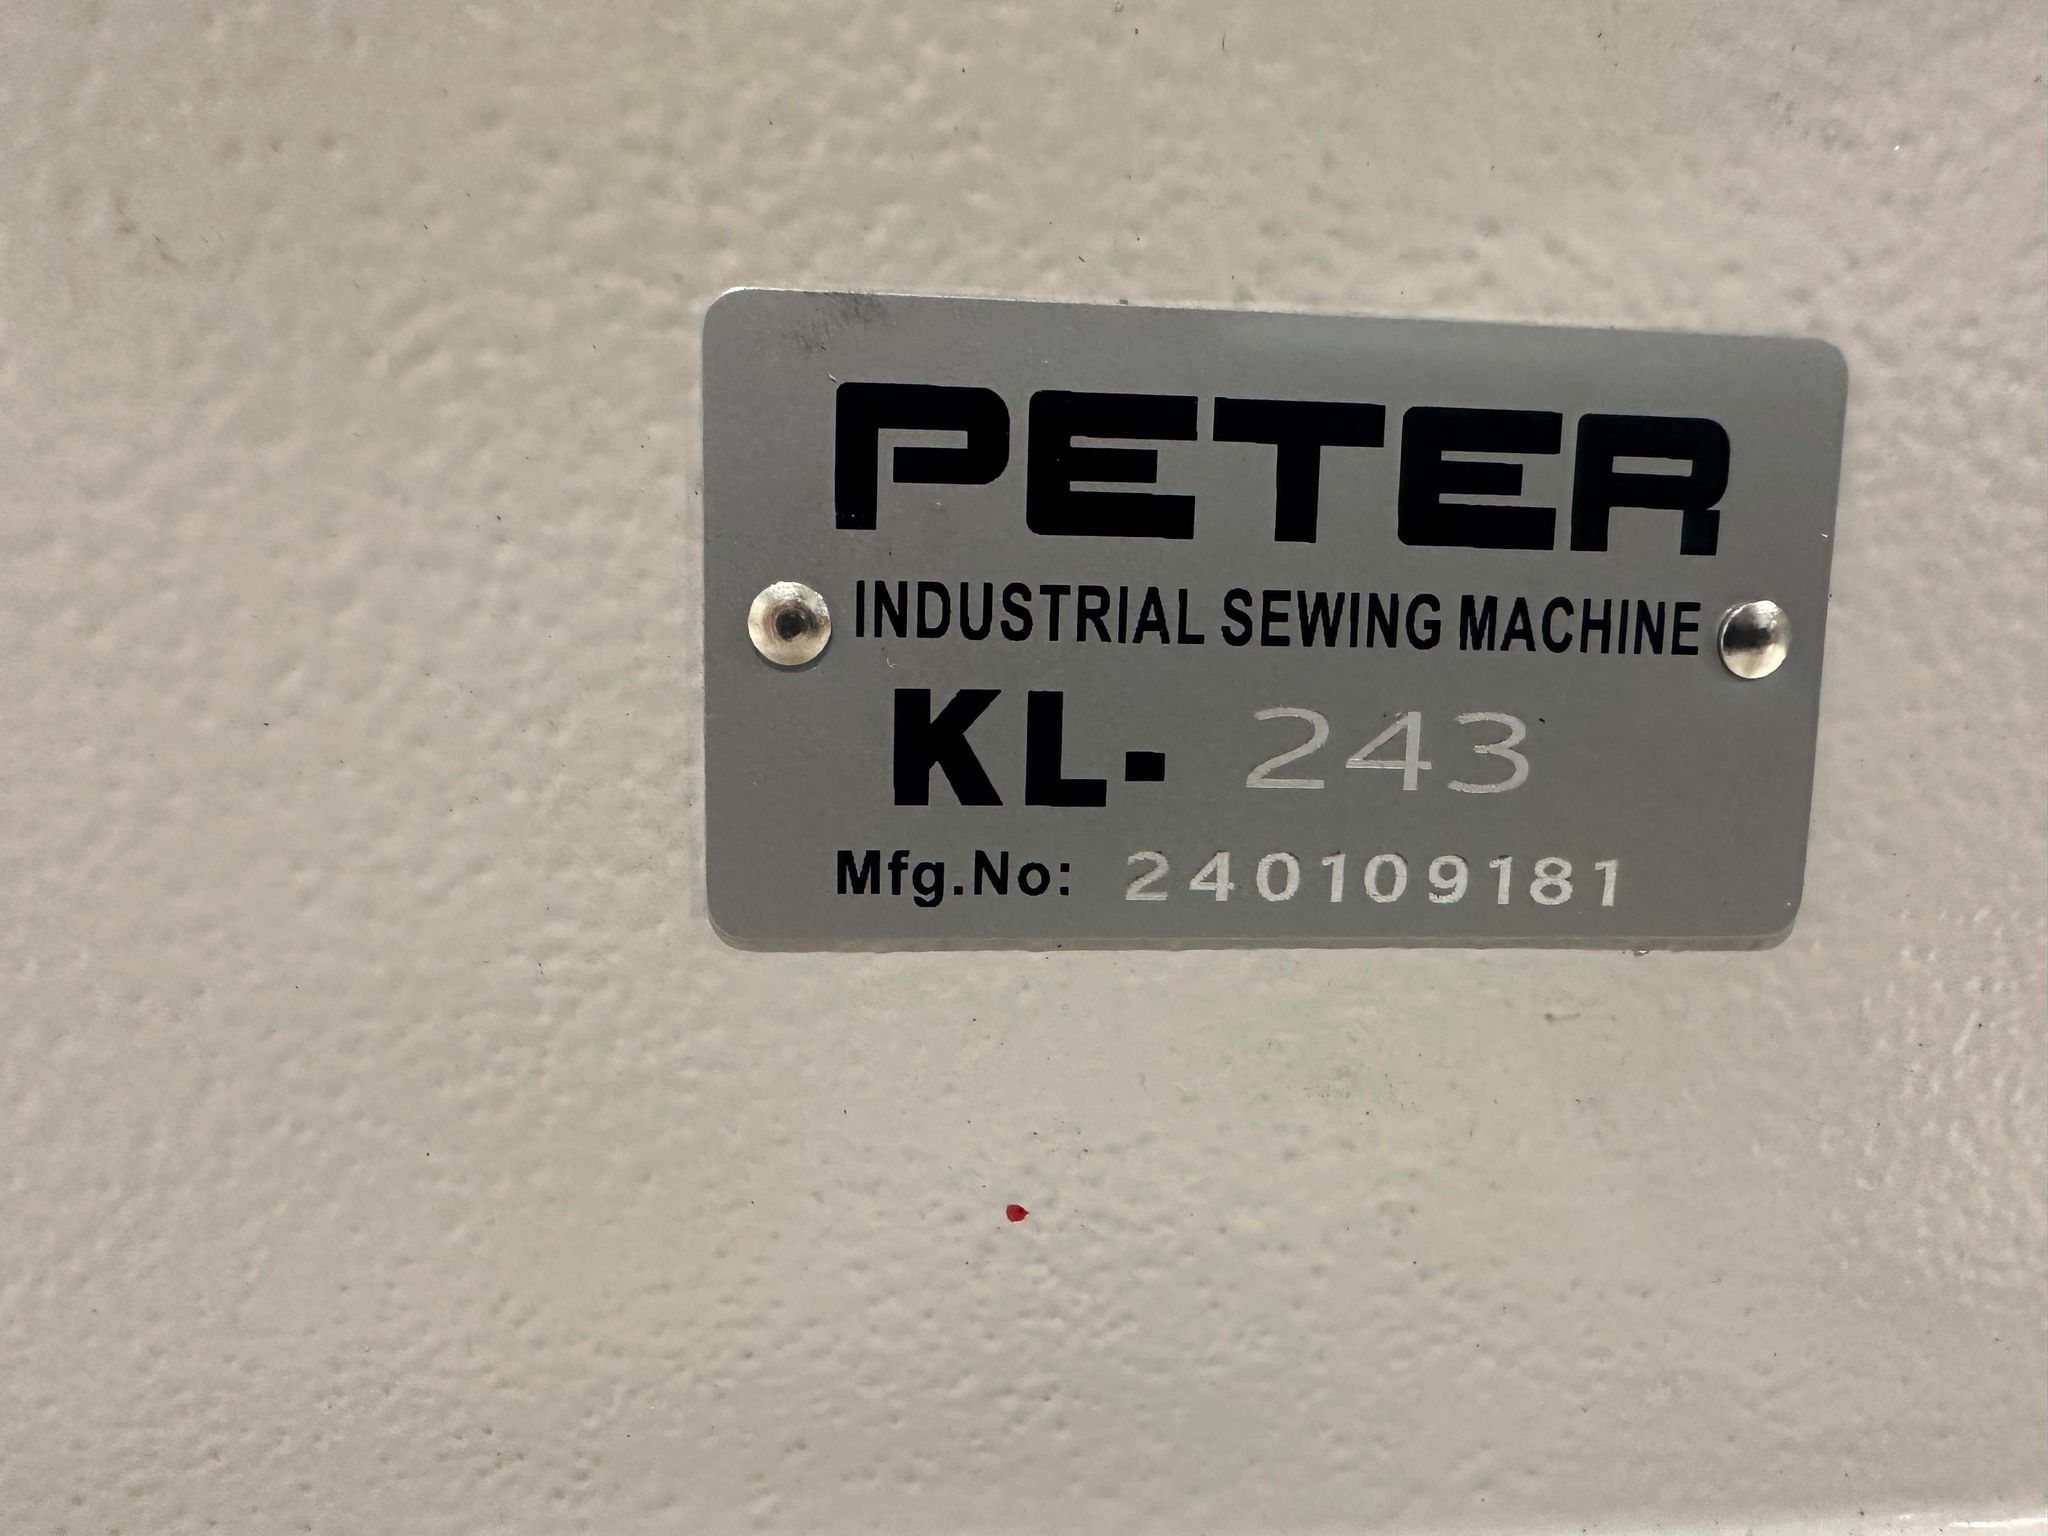 PETER
INDUSTRIAL SEWING MACHINE
KL- 243
Mfg.No: 240109181